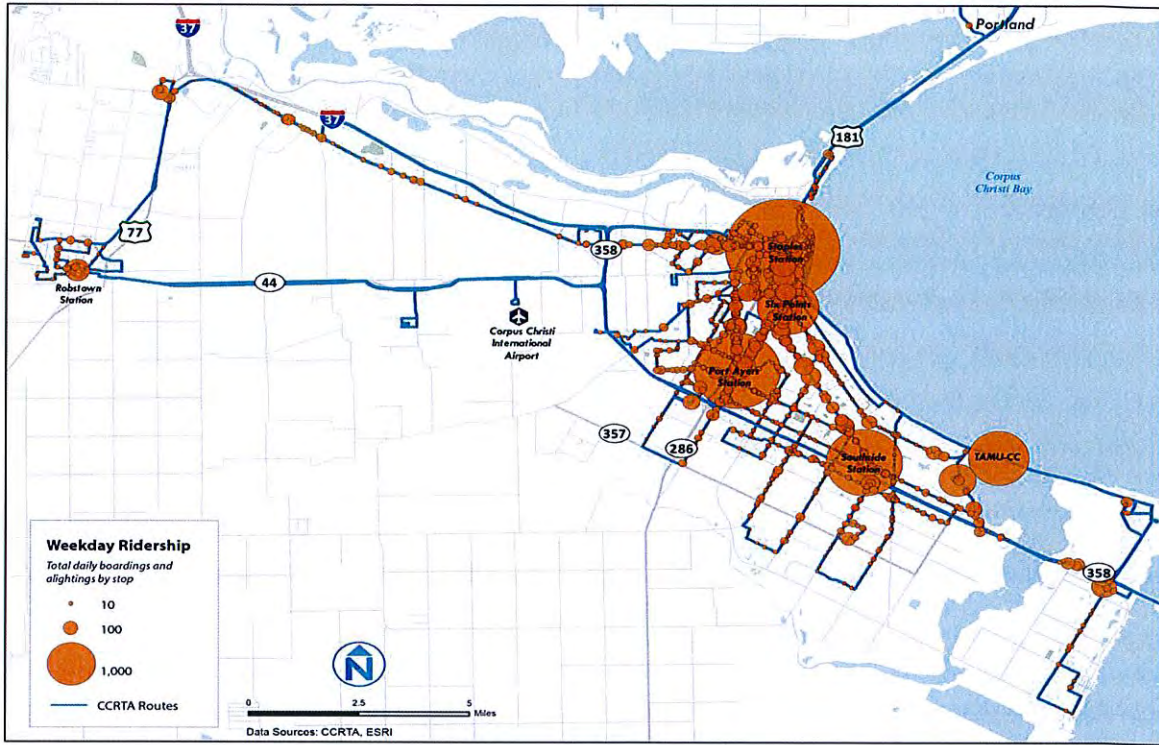 37
Portland
37
181
Corpus
Christi Bay
77
358
Staples
Station
Robstown
Station
44
Six Points
Station
Corpus Christi
International
Airport
Port Ayers
Station
357
286
Southside
Station
TAMU-CC
358
Weekday Ridership
Total daily boardings and
alightings by stop
10
100
1,000
CCRTA Routes
N
0 2.5 5
Miles
Data Sources: CCRTA, ESRI